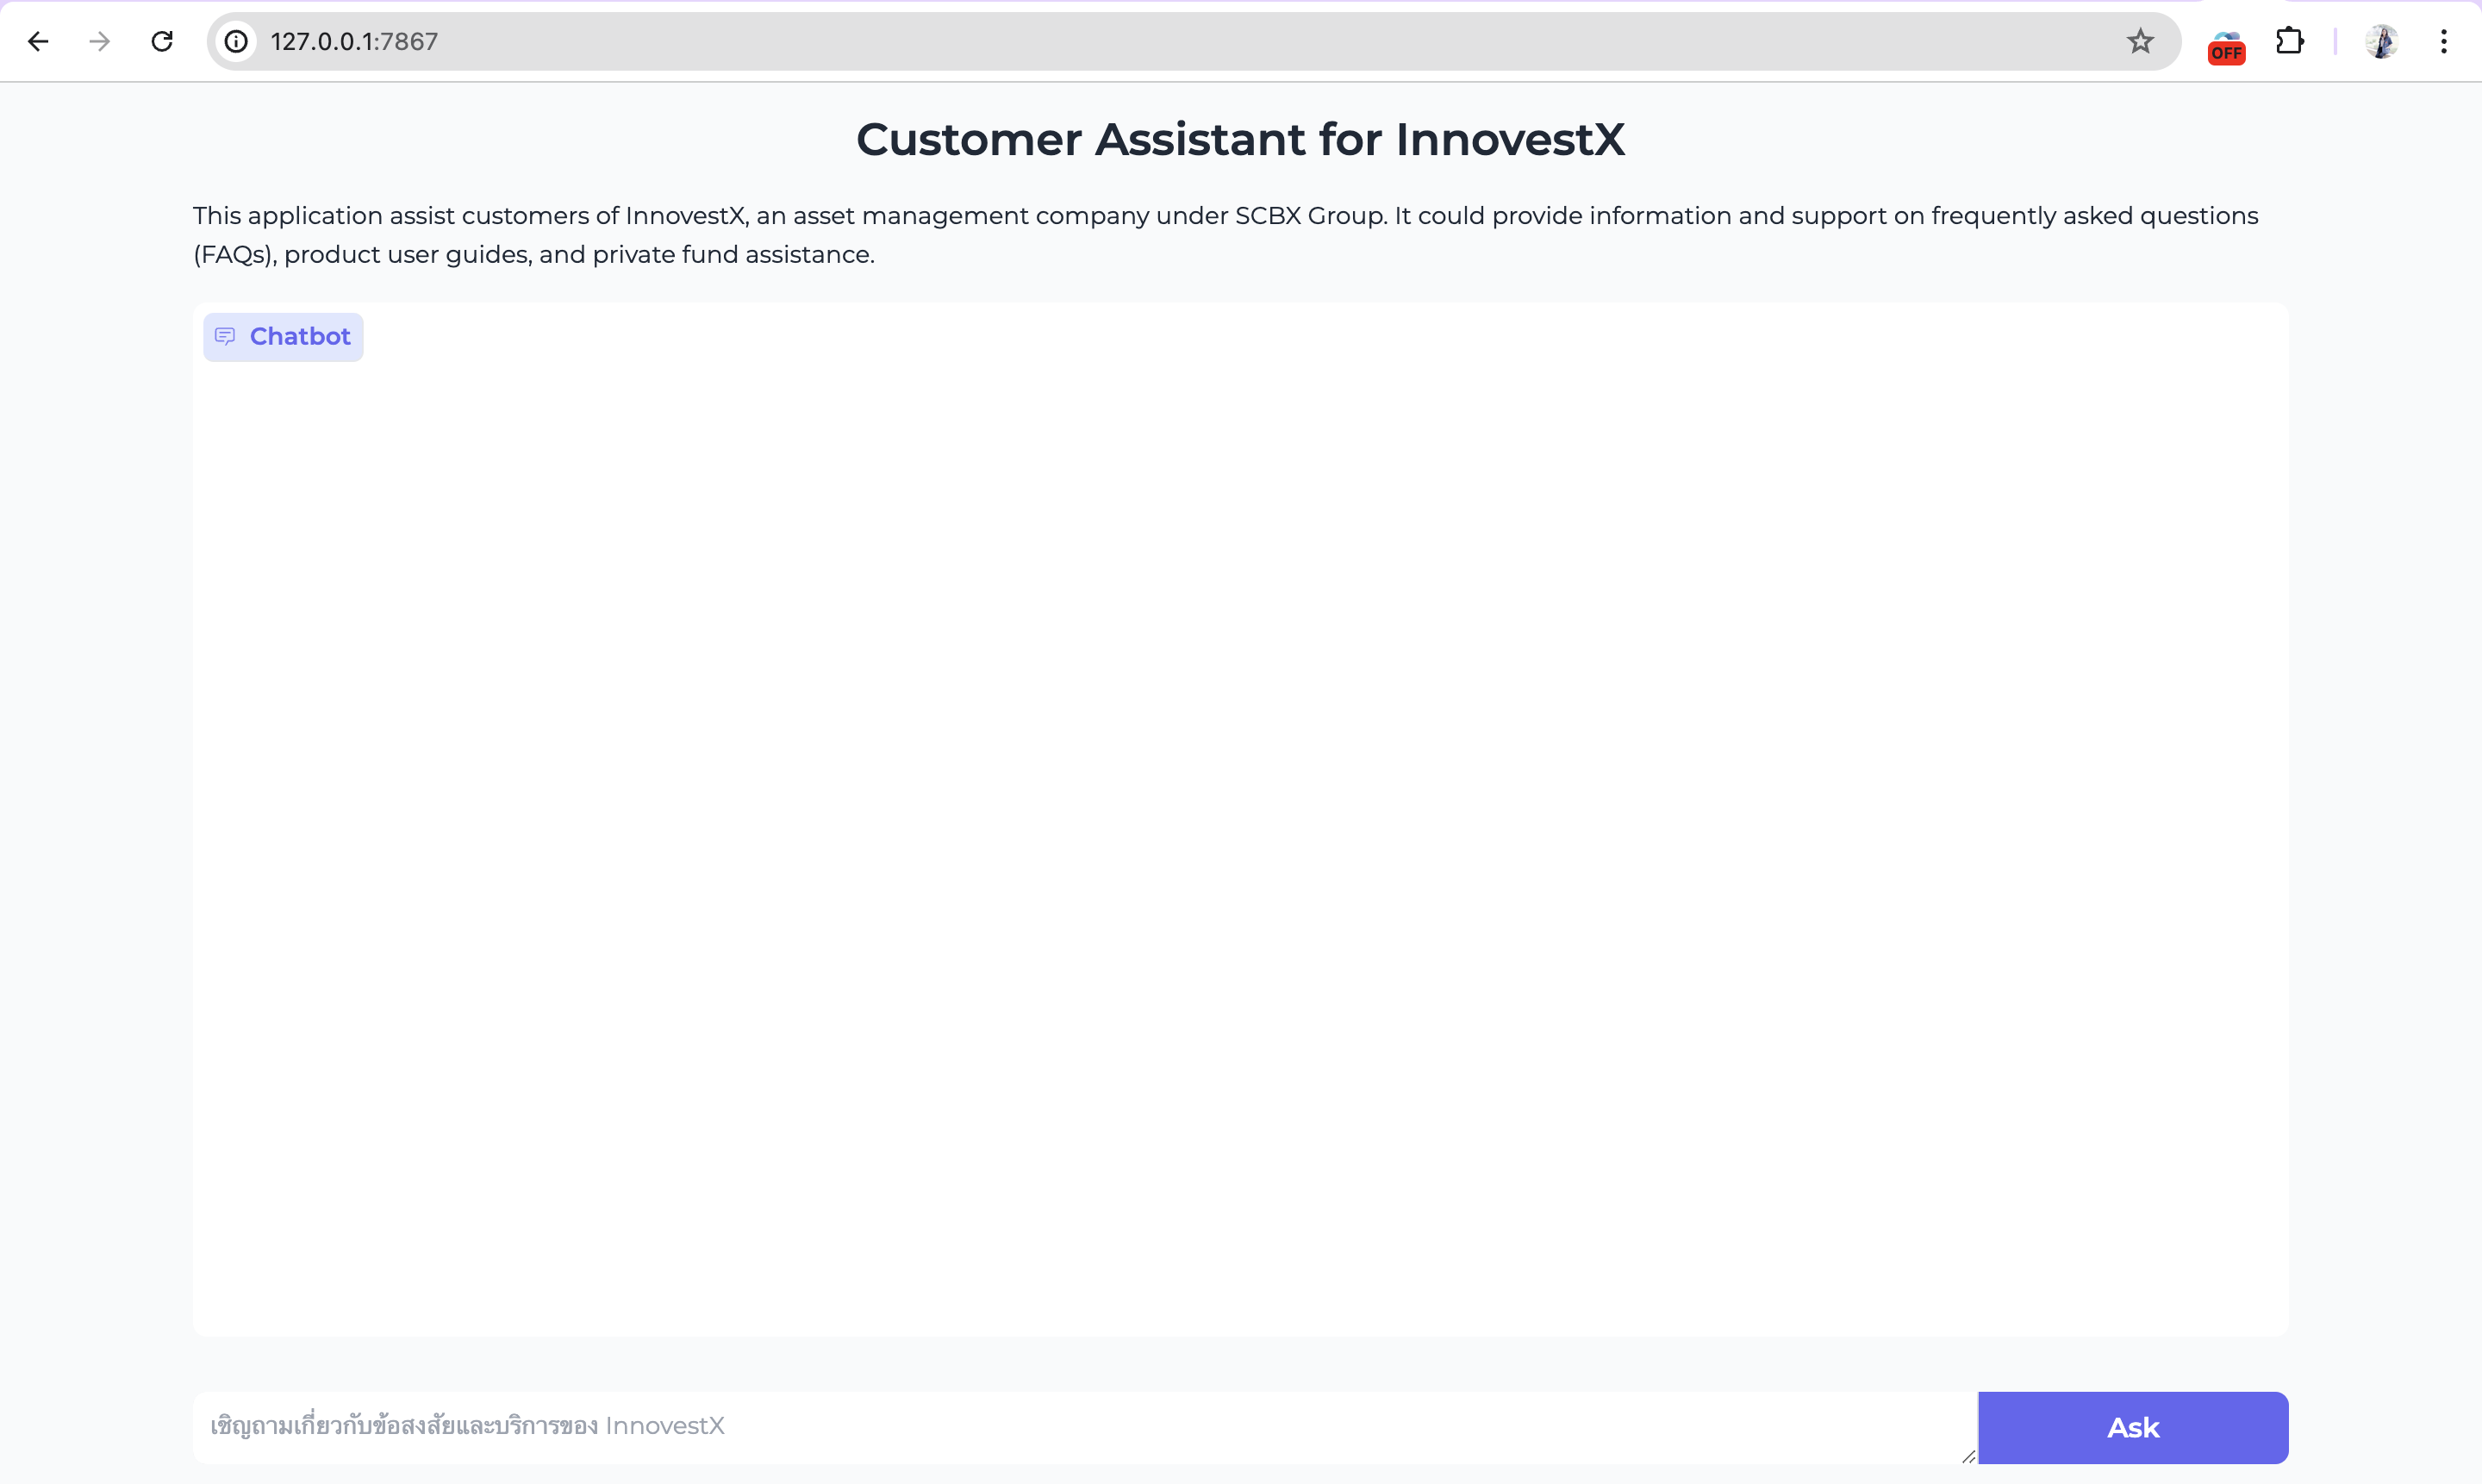 127.0.0.1:7867
OFF
Customer Assistant for InnovestX
This application assist customers of InnovestX, an asset management company under SCBX Group. It could provide information and support on frequently asked questions
(FAQs), product user guides, and private fund assistance.
Chatbot
เชิญถามเกี่ยวกับข้อสงสัยและบริการของ InnovestX
Ask